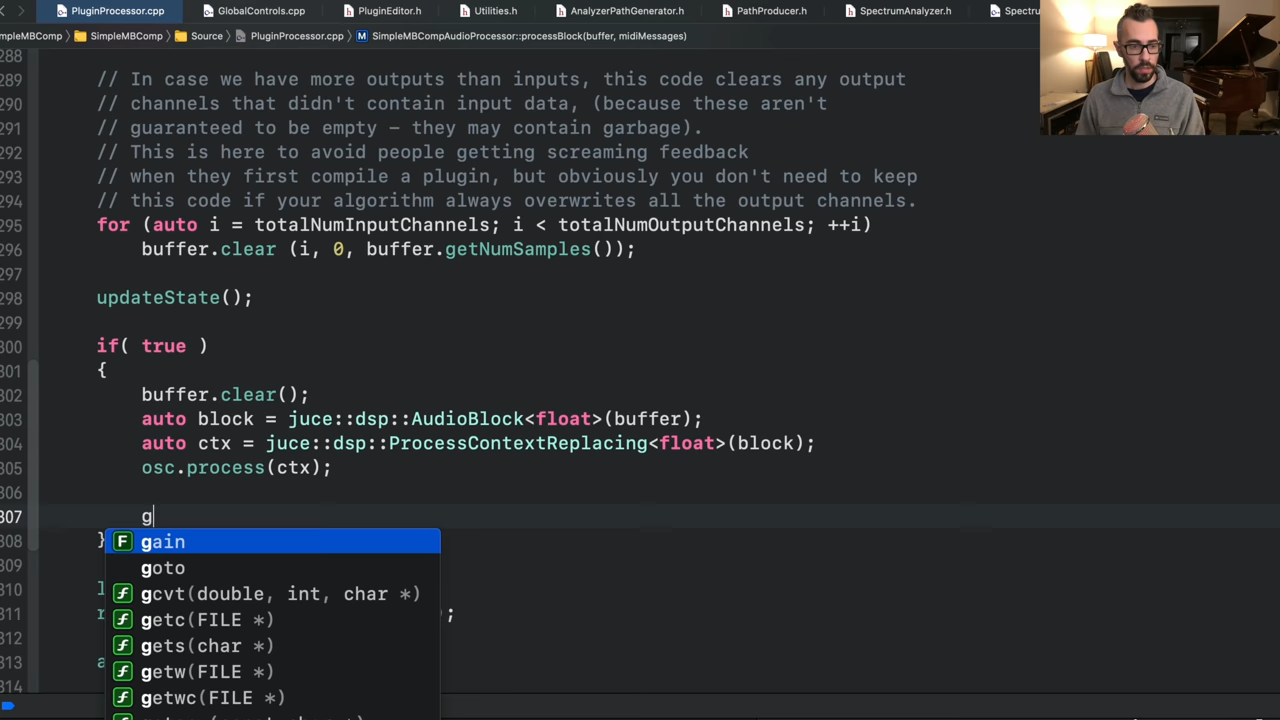 PluginProcessor.cpp GlobalControls.cpp PluginEditor.h Utilities.h AnalyzerPathGenerator.h PathProducer.h SpectrumAnalyzer.h Spectru
mpleMBComp SimpleMBComp Source PluginProcessor.cpp M SimpleMBCompAudioProcessor::processBlock(buffer, midiMessages)
288
289 // In case we have more outputs than inputs, this code clears any output
290 // channels that didn't contain input data, (because these aren't
291 // guaranteed to be empty - they may contain garbage).
292 // This is here to avoid people getting screaming feedback
293 // when they first compile a plugin, but obviously you don't need to keep
294 // this code if your algorithm always overwrites all the output channels.
295 for (auto i = totalNumInputChannels; i < totalNumOutputChannels; ++i)
296 buffer.clear (i, 0, buffer.getNumSamples());
297
298 updateState();
299
300 if( true )
301 {
302 buffer.clear();
303 auto block = juce::dsp::AudioBlock<float>(buffer);
304 auto ctx = juce::dsp::ProcessContextReplacing<float>(block);
305 osc.process(ctx);
306
307 g
308 }
F gain
goto
309
f gcvt(double, int, char *)
310 l
311 r ;
f getc(FILE *)
312
f gets(char *)
313 a
f getw(FILE *)
314
f getwc(FILE *)